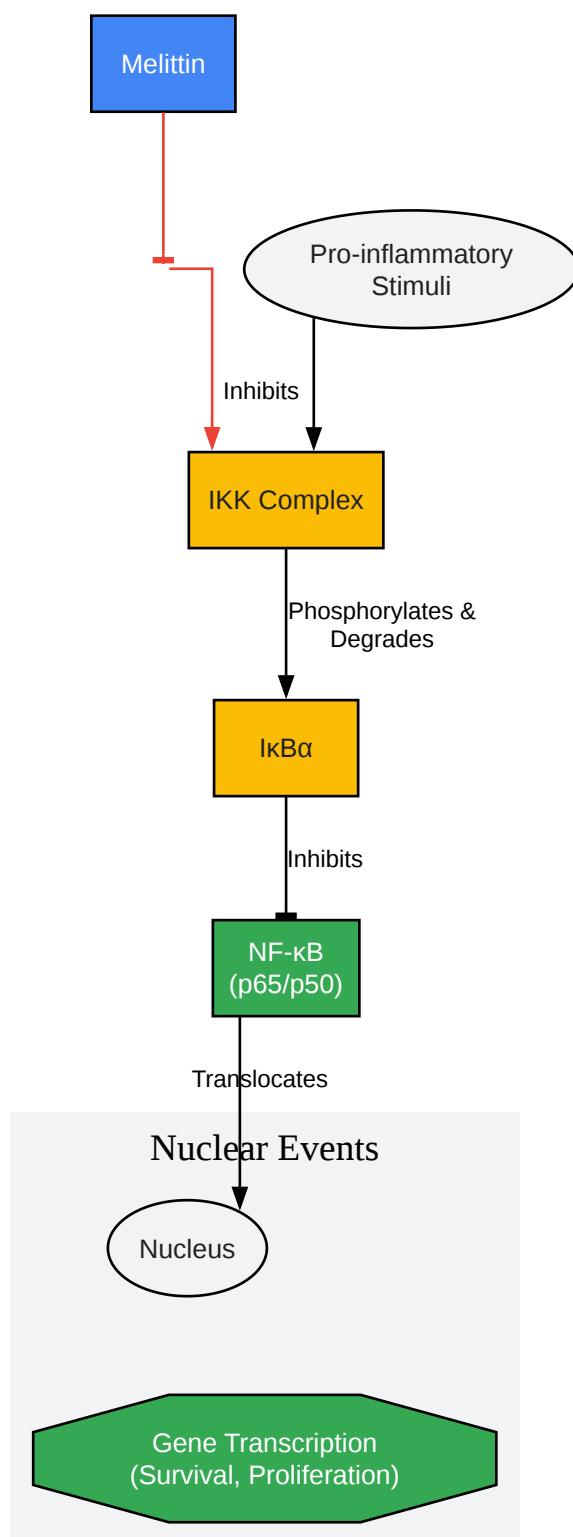 Melittin
Pro-inflammatory
Stimuli
Inhibits
IKK Complex
Phosphorylates &
Degrades
IκBα
Inhibits
NF-κB
(p65/p50)
Translocates
Nuclear Events
Nucleus
Gene Transcription
(Survival, Proliferation)